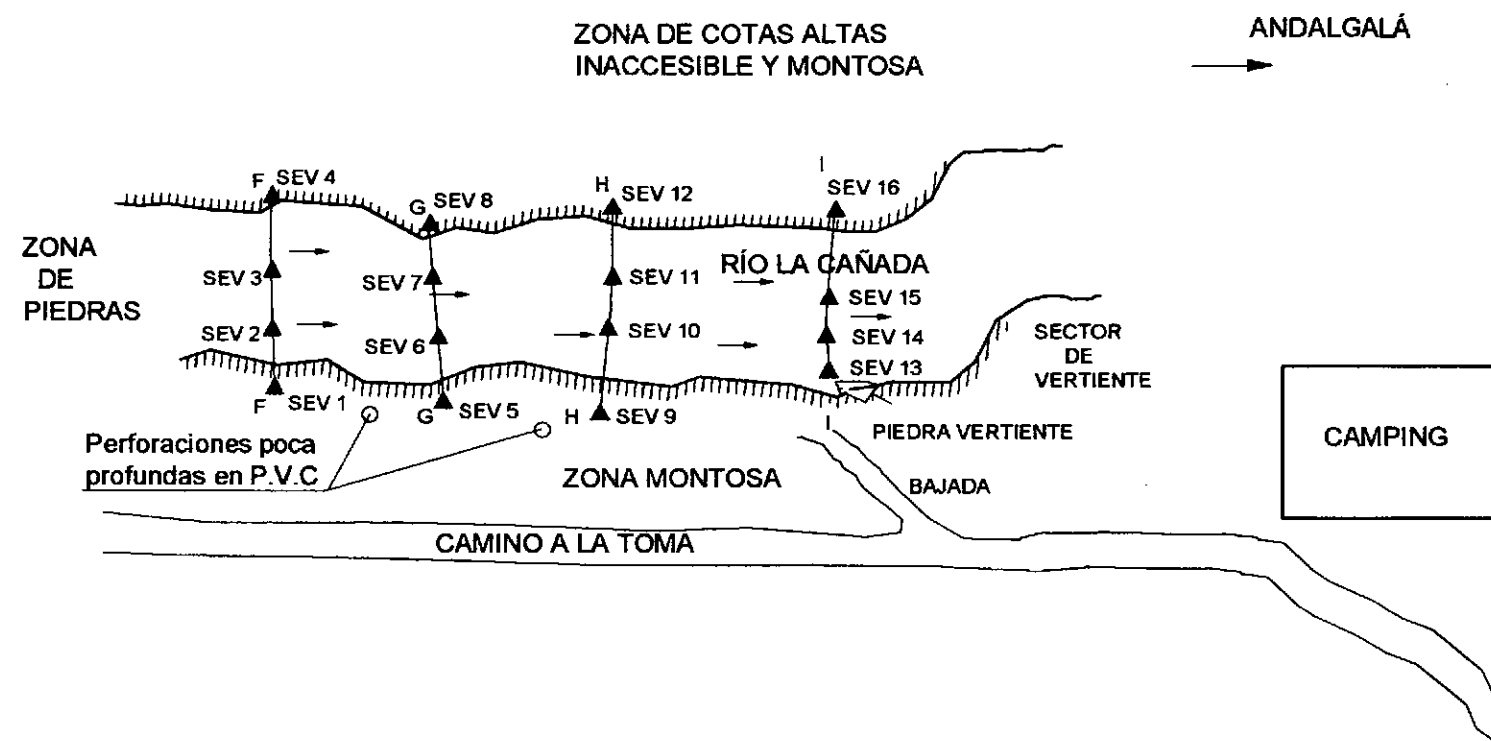 ZONA DE COTAS ALTAS
INACCESIBLE Y MONTOSA
ANDALGALÁ
F SEV 4
G SEV 8
H SEV 12
I
SEV 16
ZONA
DE
PIEDRAS
SEV 3
SEV 7
SEV 11
RÍO LA CAÑADA
SEV 15
SEV 2
SEV 6
SEV 10
SEV 14
SEV 13
SECTOR
DE
VERTIENTE
F SEV 1
G SEV 5
H SEV 9
I
PIEDRA VERTIENTE
CAMPING
Perforaciones poca
profundas en P.V.C
ZONA MONTOSA
BAJADA
CAMINO A LA TOMA